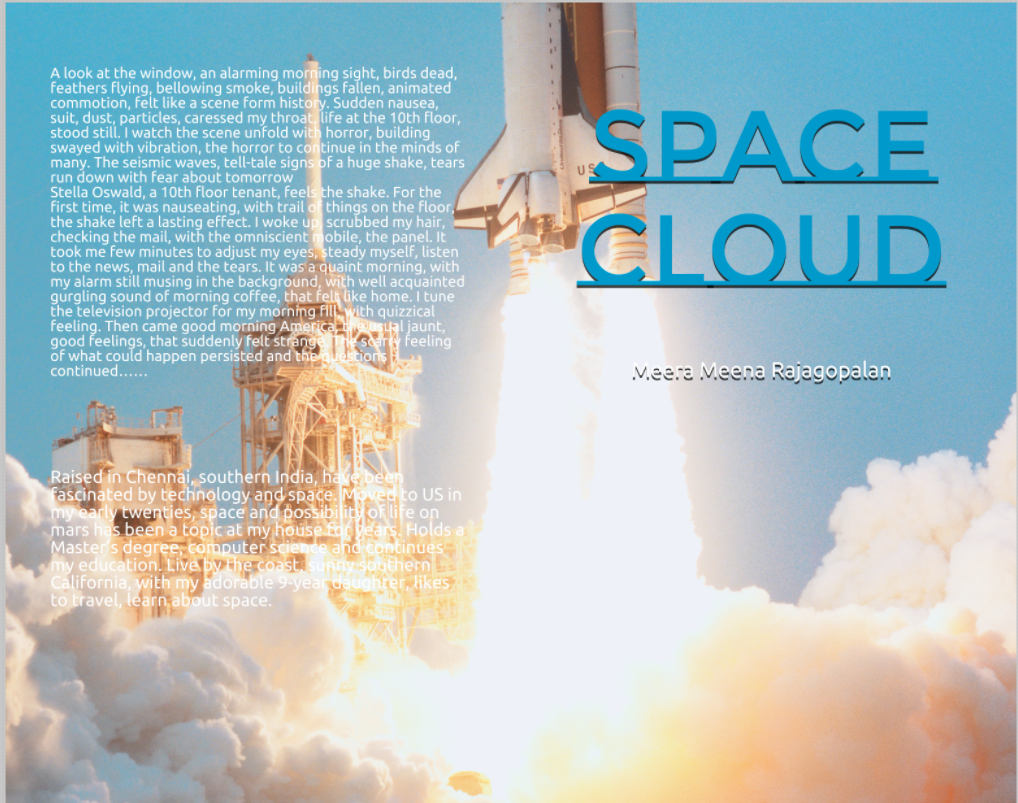 A look at the window, an alarming morning sight, birds dead,
feathers flying, bellowing smoke, buildings fallen, animated
commotion, felt like a scene form history. Sudden nausea,
suit, dust, particles, caressed my throat, life at the 10th floor,
stood still. I watch the scene unfold with horror, building
swayed with vibration, the horror to continue in the minds of
many. The seismic waves, tell-tale signs of a huge shake, tears
run down with fear about tomorrow
Stella Oswald, a 10th floor tenant, feels the shake. For the
first time, it was nauseating, with trail of things on the floor,
the shake left a lasting effect. I woke up, scrubbed my hair,
checking the mail, with the omniscient mobile, the panel. It
took me few minutes to adjust my eyes, steady myself, listen
to the news, mail and the tears. It was a quaint morning, with
my alarm still musing in the background, with well acquainted
gurgling sound of morning coffee, that felt like home. I tune
the television projector for my morning fill, with quizzical
feeling. Then came good morning America, the usual jaunt,
good feelings, that suddenly felt strange. The scarry feeling
of what could happen persisted and the questions
continued......
Raised in Chennai, southern India, have been
fascinated by technology and space. Moved to US in
my early twenties, space and possibility of life on
mars has been a topic at my house for years. Holds a
Master's degree, computer science and continues
my education. Live by the coast, sunny southern
California, with my adorable 9-year daughter, likes
to travel, learn about space.
US
SPACE
CLOUD
Meera Meena Rajagopalan